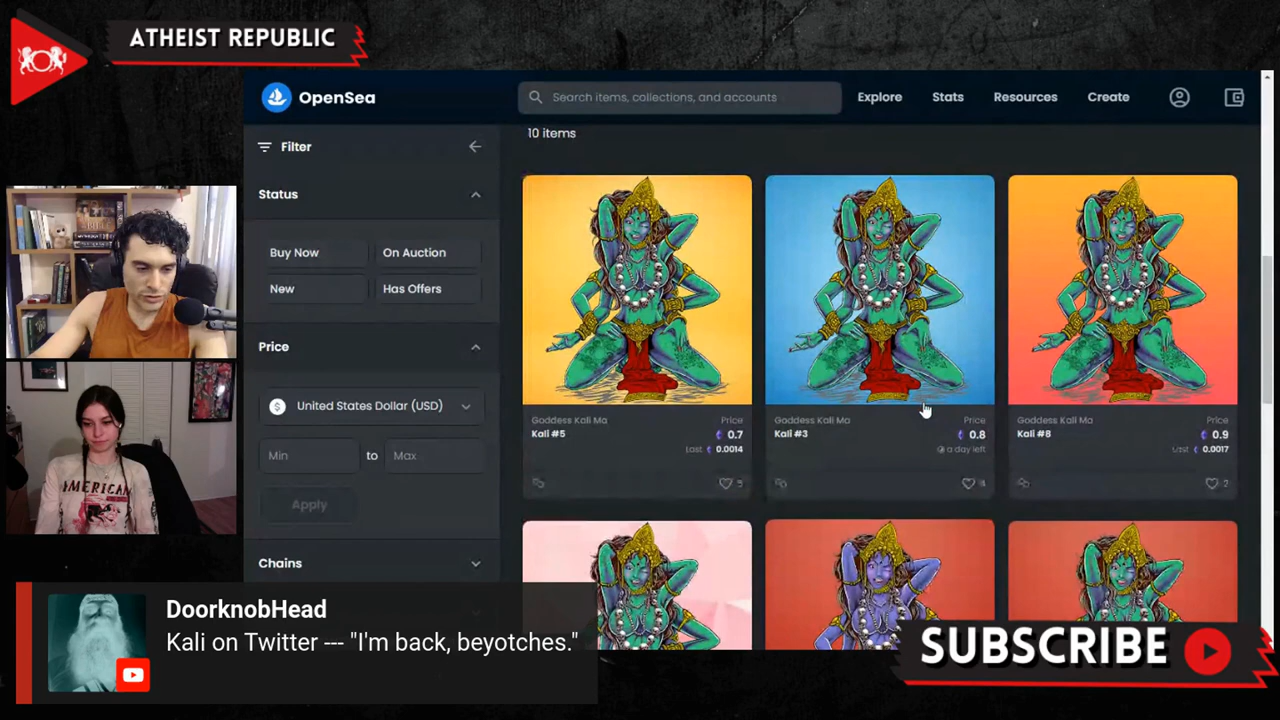 ATHEIST REPUBLIC
OpenSea
Search items, collections, and accounts
Explore
Stats
Resources
Create
10 items
Filter
Status
Buy Now
On Auction
New
Has Offers
Price
United States Dollar (USD)
Min
to
Max
Apply
Chains
Goddess Kali Ma
Price
Kali #5
0.7
Last 0.0014
5
Goddess Kali Ma
Price
Kali #3
0.8
a day left
4
Goddess Kali Ma
Price
Kali #8
0.9
Last 0.0017
2
AMERICAN
DoorknobHead
Kali on Twitter --- "I'm back, beyotches."
SUBSCRIBE